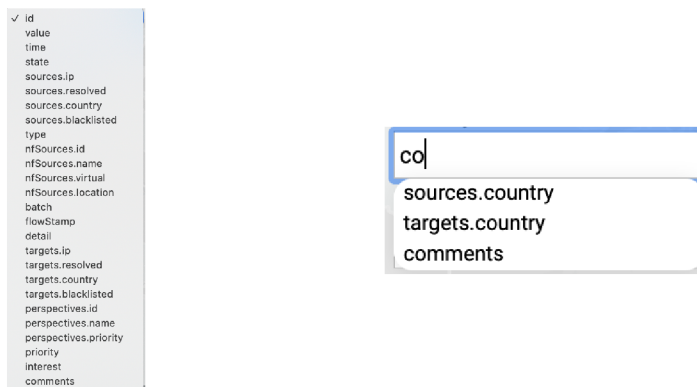 ✓ id
value
time
state
sources.ip
sources.resolved
sources.country
sources.blacklisted
type
nfSources.id
nfSources.name
nfSources.virtual
nfSources.location
batch
flowStamp
detail
targets.ip
targets.resolved
targets.country
targets.blacklisted
perspectives.id
perspectives.name
perspectives.priority
priority
interest
comments
co
sources.country
targets.country
comments